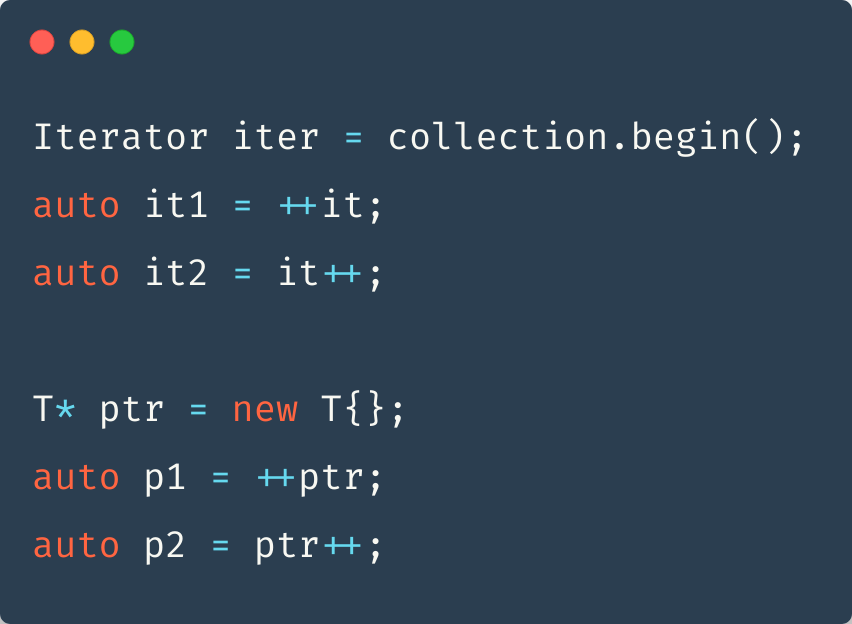 Iterator iter = collection.begin();
auto it1 = ++it;
auto it2 = it++;
T* ptr = new T{};
auto p1 = ++ptr;
auto p2 = ptr++;